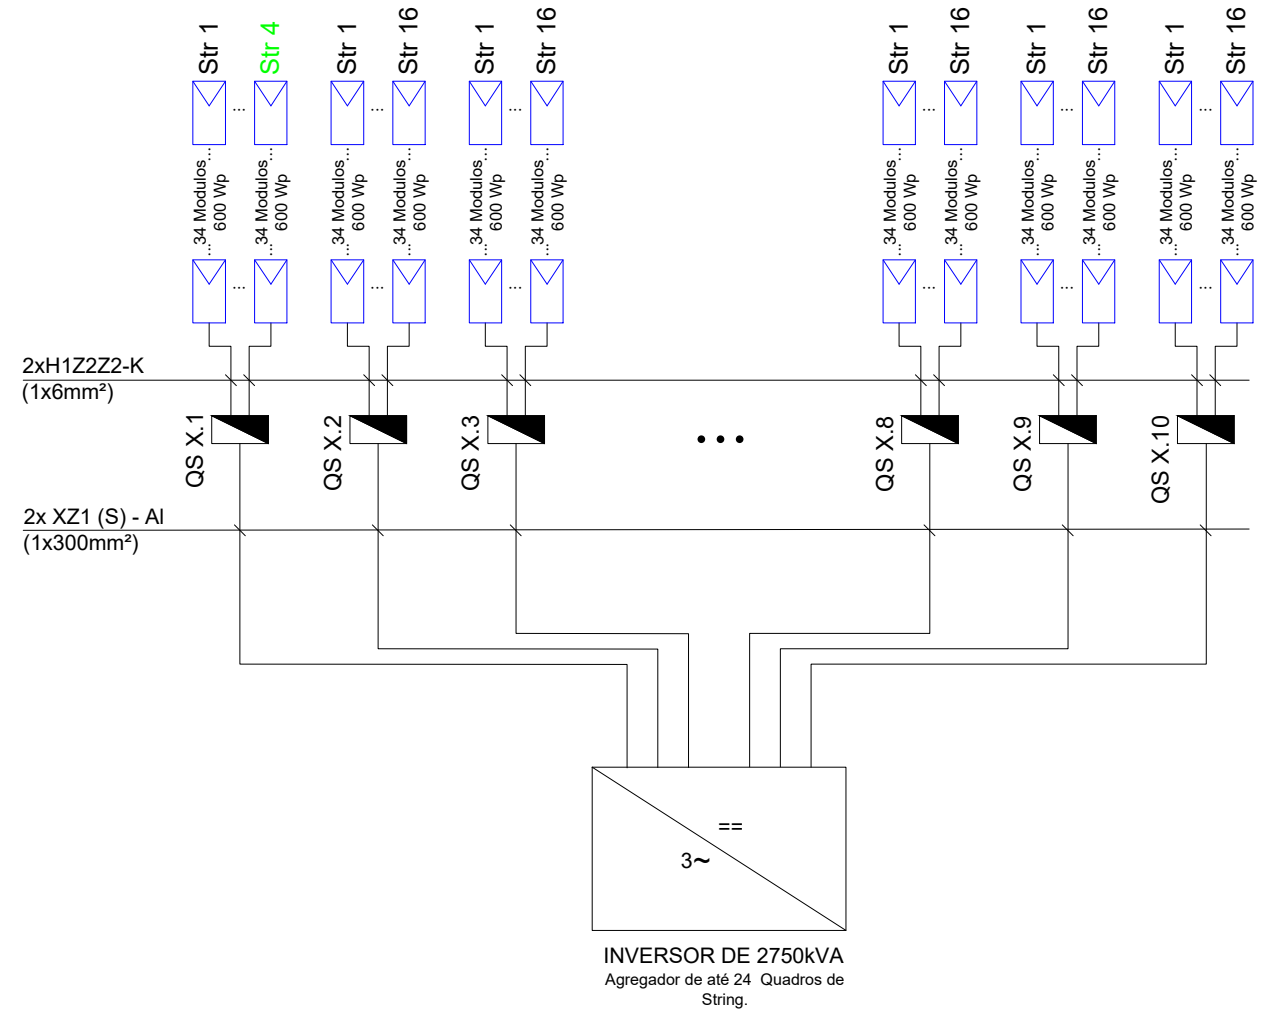 Str 1
Str 4
Str 1
Str 16
Str 1
Str 16
Str 1
Str 16
Str 1
Str 16
Str 1
Str 16
... ... ... ... ... ...
...34 Modulos...
600 Wp
...34 Modulos...
600 Wp
...34 Modulos...
600 Wp
...34 Modulos...
600 Wp
...34 Modulos...
600 Wp
...34 Modulos...
600 Wp
...34 Modulos...
600 Wp
...34 Modulos...
600 Wp
...34 Modulos...
600 Wp
...34 Modulos...
600 Wp
...34 Modulos...
600 Wp
...34 Modulos...
600 Wp
... ... ... ... ... ...
2xH1Z2Z2-K
(1x6mm²)
QS X.1
QS X.2
QS X.3
...
QS X.8
QS X.9
QS X.10
2x XZ1 (S) - Al
(1x300mm²)
==
3~
INVERSOR DE 2750kVA
Agregador de até 24 Quadros de
String.